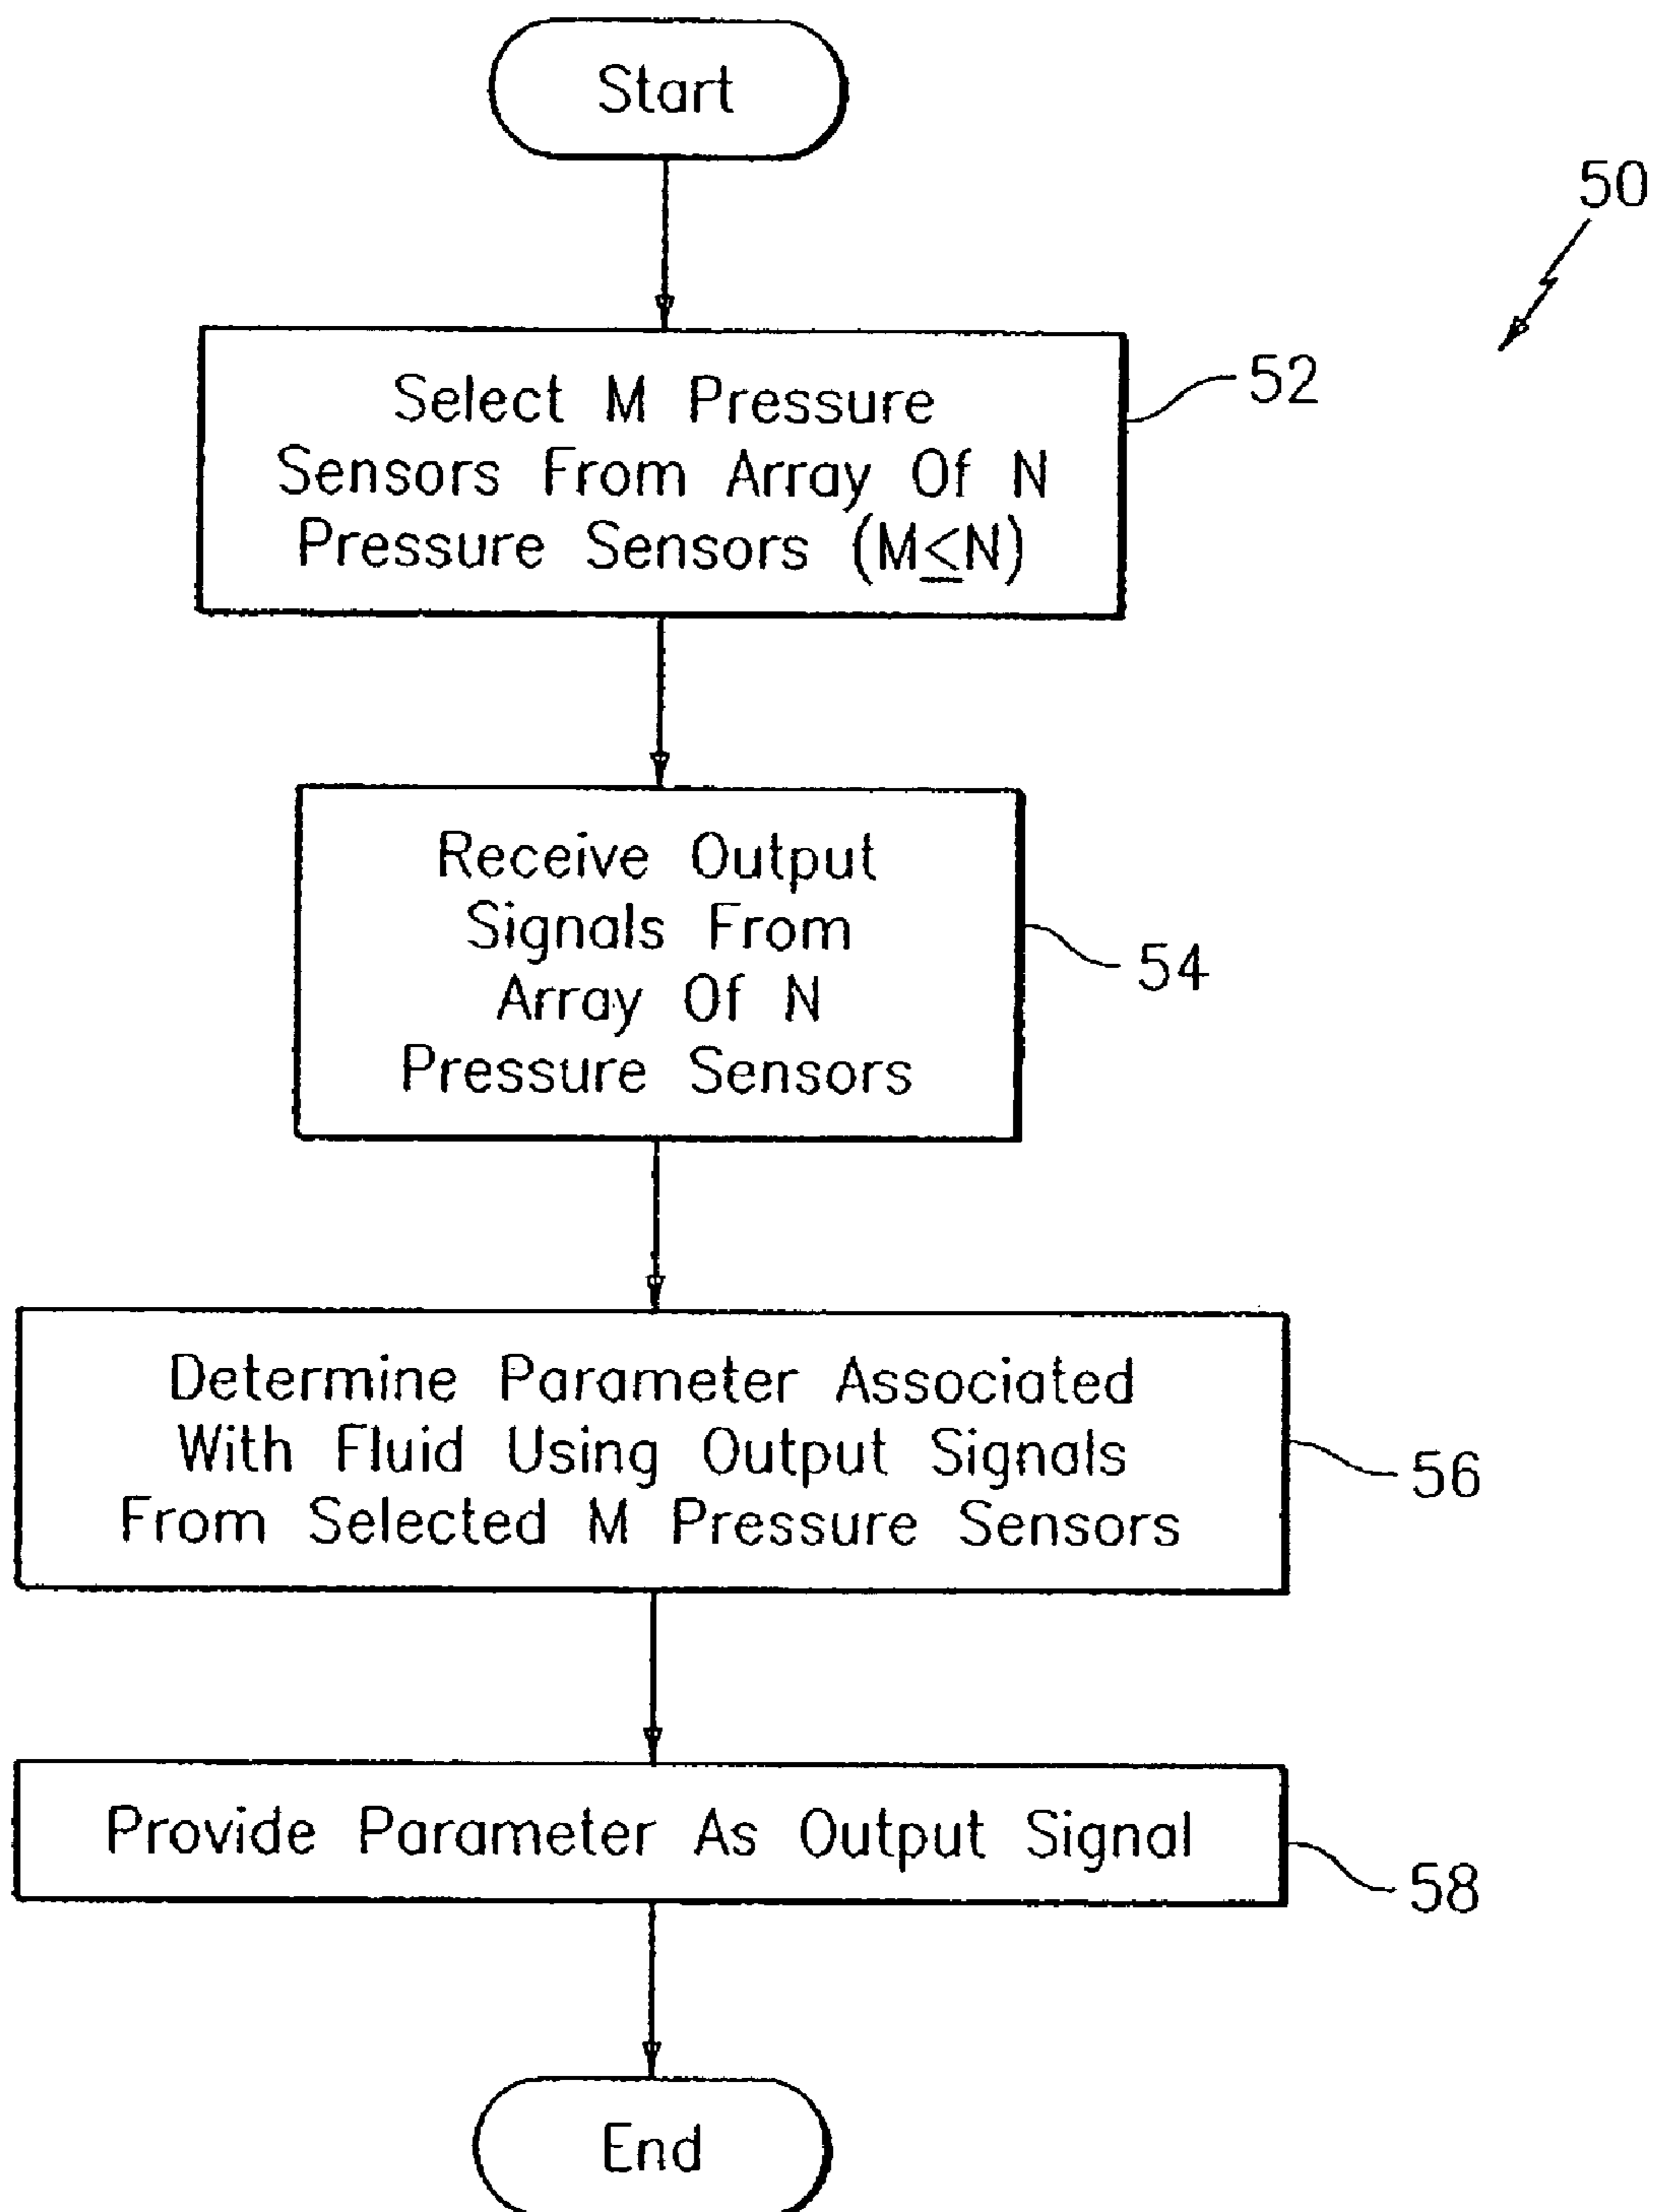 Start
50
Select M Pressure
Sensors From Array Of N
Pressure Sensors (M≤N)
52
Receive Output
Signals From
Array Of N
Pressure Sensors
54
Determine Parameter Associated
With Fluid Using Output Signals
From Selected M Pressure Sensors
56
Provide Parameter As Output Signal
58
End